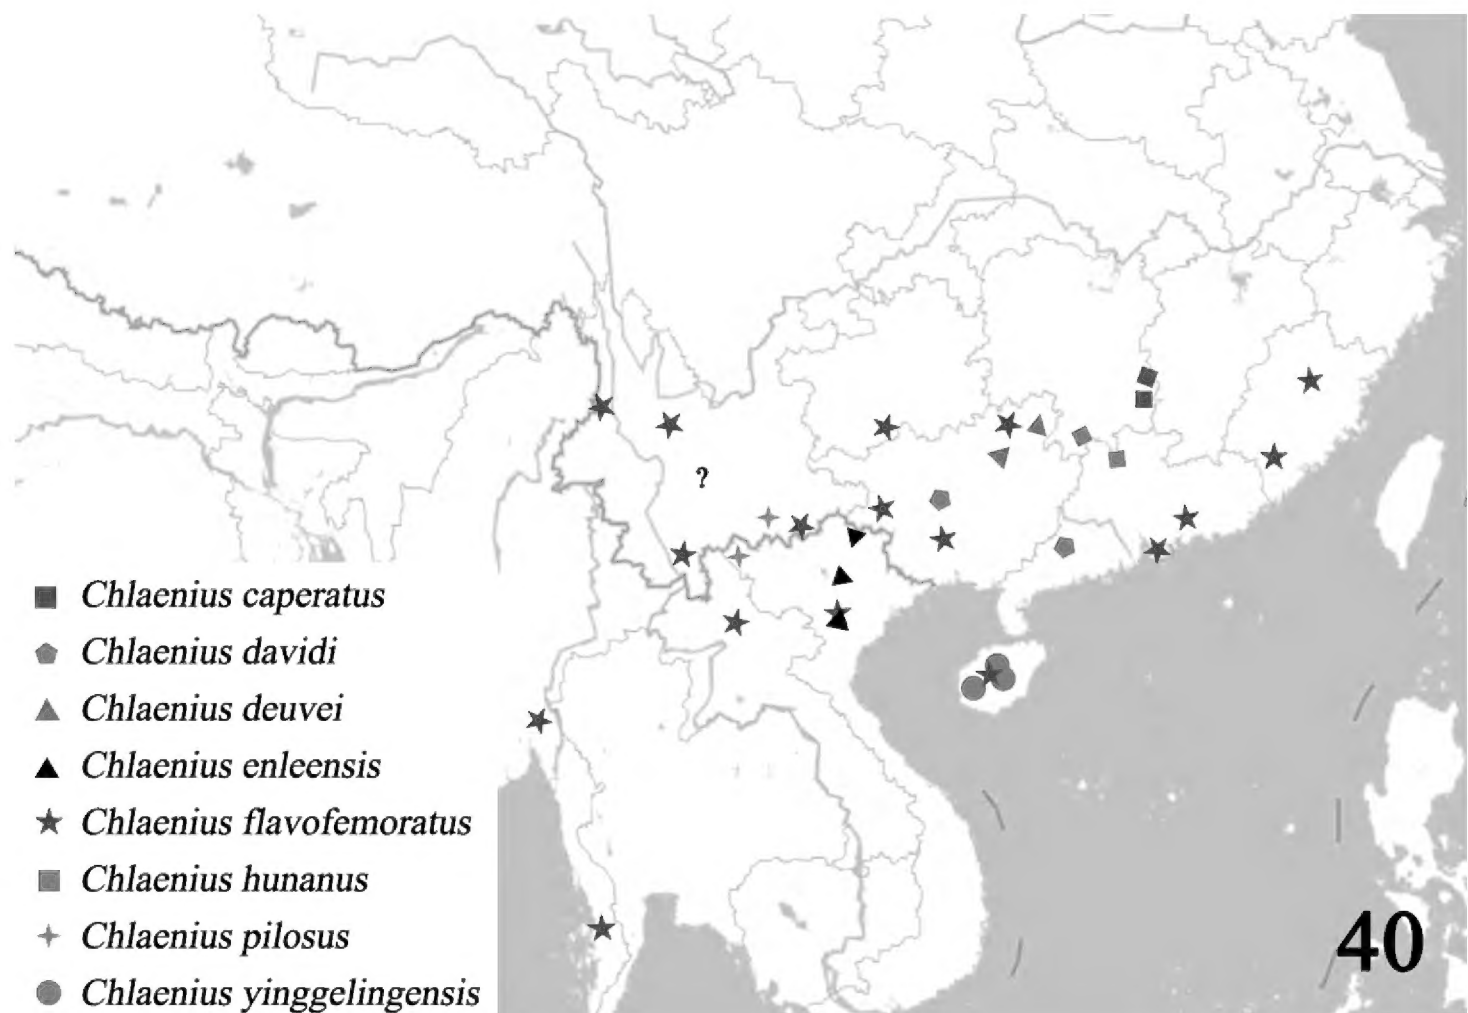 ?
Chlaenius caperatus
Chlaenius davidi
Chlaenius deuvei
Chlaenius enleensis
Chlaenius flavofemoratus
Chlaenius hunanus
Chlaenius pilosus
Chlaenius yinggelingensis
40